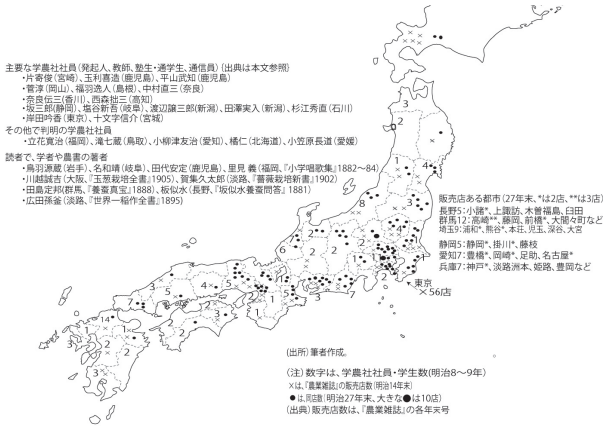 主要な学農社社員(発起人、教師、塾生・通学生、通信員)(出典は本文参照)
・片寄俊(宮崎)、玉利喜造(鹿児島)、平山武知(鹿児島)
・菅淳(岡山)、福羽逸人(島根)、中村直三(奈良)
・奈良伝三(香川)、西森拙三(高知)
・坂三郎(静岡)、塩谷新吾(岐阜)、渡辺譲三郎(新潟)、田澤実入(新潟)、杉江秀直(石川)
・岸田吟香(東京)、十文字信介(宮城)
その他で判明の学農社社員
・立花寛治(福岡)、滝七蔵(鳥取)、小柳津友治(愛知)、橘仁(北海道)、小笠原長道(愛媛)
読者で、学者や農書の著者
・鳥羽源蔵(岩手)、名和靖(岐阜)、田代安定(鹿児島)、里見 義(福岡、『小学唱歌集』1882~84)
・川越誠吉(大阪、『玉葱栽培全書』1905)、賀集久太郎(淡路、『薔薇栽培新書』1902)
・田島定邦(群馬、『養蚕真宝』1888)、板似水(長野、『坂似水養蚕問答』1881)
・広田孫釜(淡路、『世界一稲作全書』1895)
販売店ある都市(27年末、*は2店、**は3店)
長野5:小諸*、上諏訪、木曽福島、臼田
群馬12:高崎**、藤岡、前橋*、大間々町など
埼玉9:浦和*、熊谷*、本荘、児玉、深谷、大宮
静岡5:静岡*、掛川*、藤枝
愛知7:豊橋*、岡崎*、足助、名古屋*
兵庫7:神戸*、淡路洲本、姫路、豊岡など
東京
×56店
(出所)筆者作成。
(注)数字は、学農社社員・学生数(明治8~9年)
×は、『農業雑誌』の販売店数(明治14年末)
●は、同店数(明治27年末、大きな●は10店)
(出典)販売店数は、『農業雑誌』の各年末号